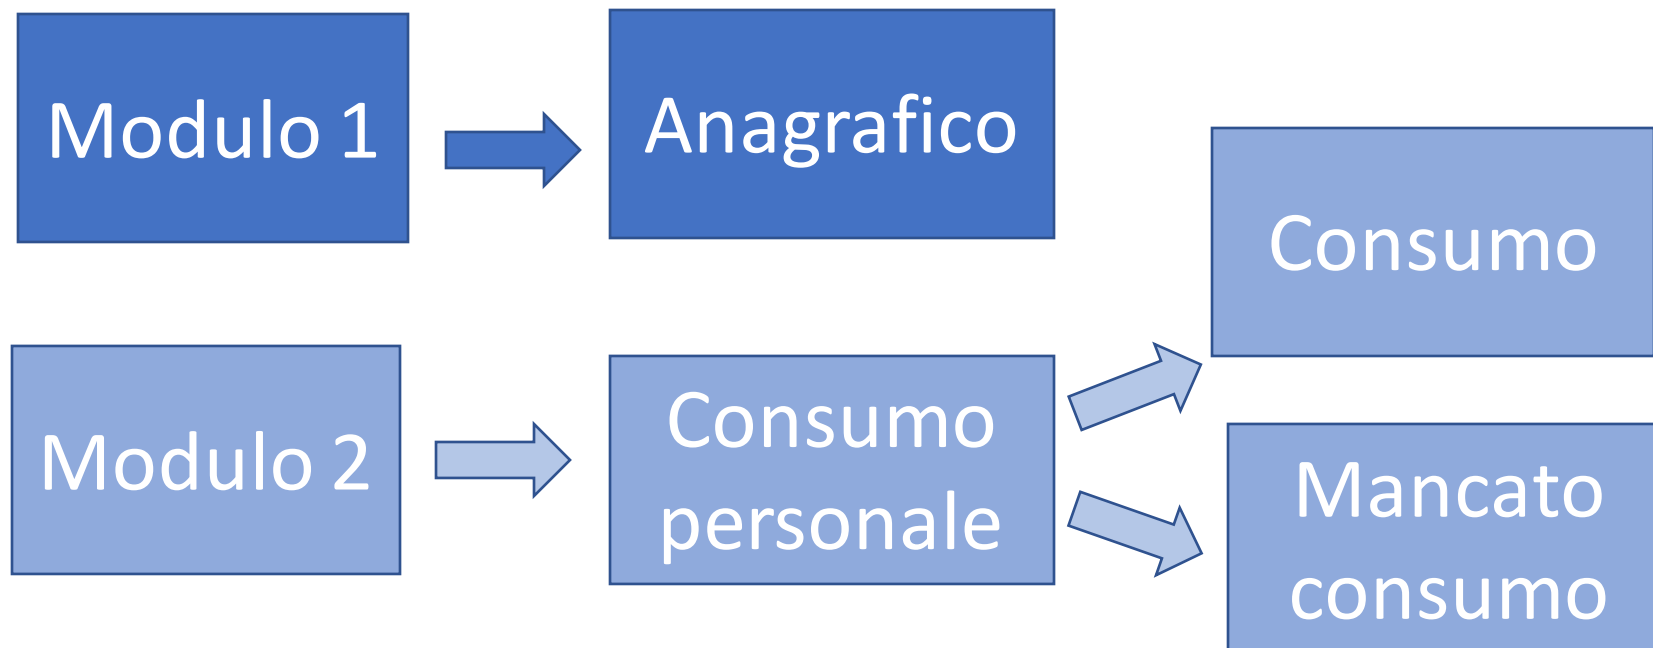 Modulo 1
Anagrafico
Consumo
Modulo 2
Consumo
personale
Mancato
consumo